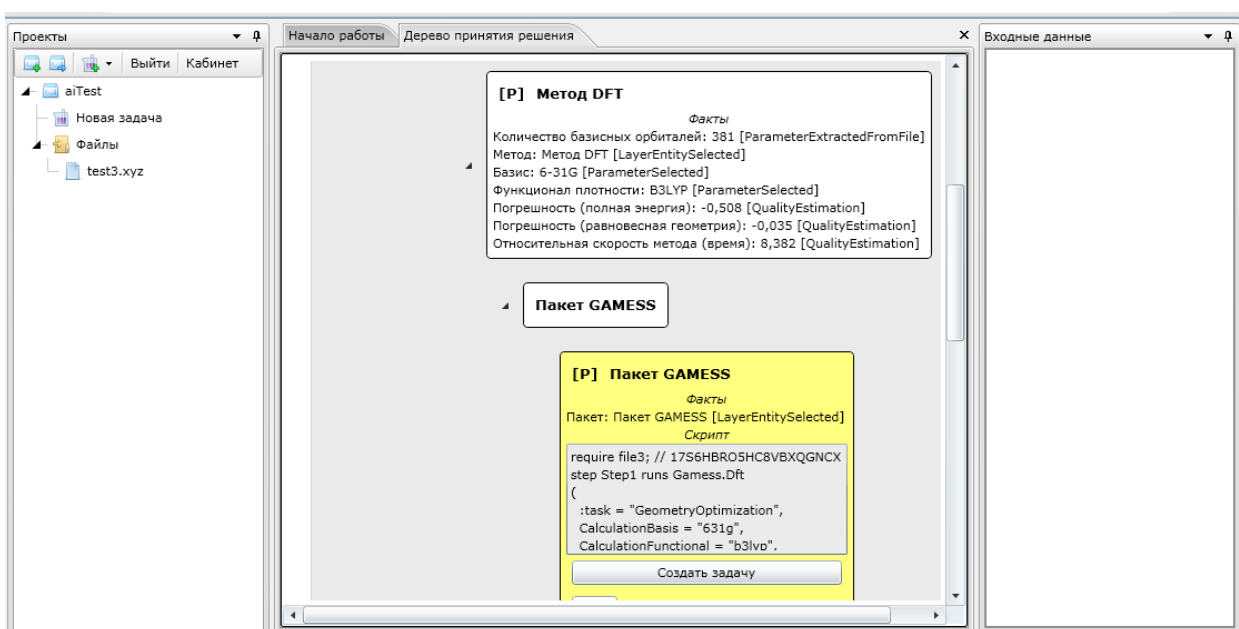 Проекты
Выйти Кабинет
aiTest
Новая задача
Файлы
test3.xyz
Начало работы Дерево принятия решения
[P] Метод DFT
Факты
Количество базисных орбиталей: 381 [ParameterExtractedFromFile]
Метод: Метод DFT [LayerEntitySelected]
Базис: 6-31G [ParameterSelected]
Функционал плотности: B3LYP [ParameterSelected]
Погрешность (полная энергия): -0,508 [QualityEstimation]
Погрешность (равновесная геометрия): -0,035 [QualityEstimation]
Относительная скорость метода (время): 8,382 [QualityEstimation]
Пакет GAMESS
[P] Пакет GAMESS
Факты
Пакет: Пакет GAMESS [LayerEntitySelected]
Скрипт
require file3; // 17S6HBRO5HC8VBXQGNCX
step Step1 runs Gamess.Dft
(
:task = "GeometryOptimization",
CalculationBasis = "631g",
CalculationFunctional = "b3lyp",
Создать задачу
Входные данные